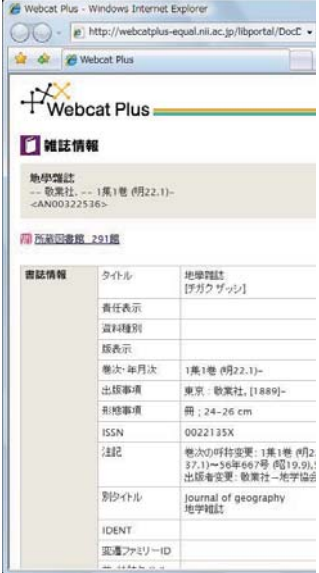 Webcat Plus - Windows Internet Explorer
http://webcatplus-equal.nii.ac.jp/libportal/DocD
Webcat Plus
Webcat Plus
雑誌情報
地學雜誌
-- 敬業社, -- 1集1巻 (明22.1)-
<AN00322536>
所蔵図書館 291館
書誌情報 タイトル 地學雜誌
[チガク ザッシ]
責任表示
資料種別
版表示
巻次・年月次 1集1巻 (明22.1)-
出版事項 東京 : 敬業社, [1889]-
形態事項 冊 ; 24-26 cm
ISSN 0022135X
注記 巻次の呼称変更: 1集1巻 (明2
37.1)～56年667号 (昭19.9),5
出版者変更: 敬業社→地学協会
別タイトル Journal of geography
地学雑誌
IDENT
変遷ファミリーID